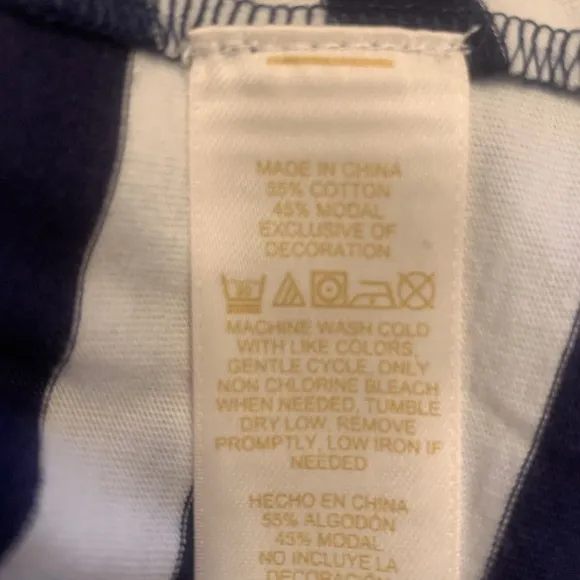 MADE IN CHINA
55% COTTON
45% MODAL
EXCLUSIVE OF
DECORATION
MACHINE WASH COLD
WITH LIKE COLORS,
GENTLE CYCLE, ONLY
NON CHLORINE BLEACH
WHEN NEEDED, TUMBLE
DRY LOW, REMOVE
PROMPTLY, LOW IRON IF
NEEDED
HECHO EN CHINA
55% ALGODÓN
45% MODAL
NO INCLUYE LA
DECORACIÓN